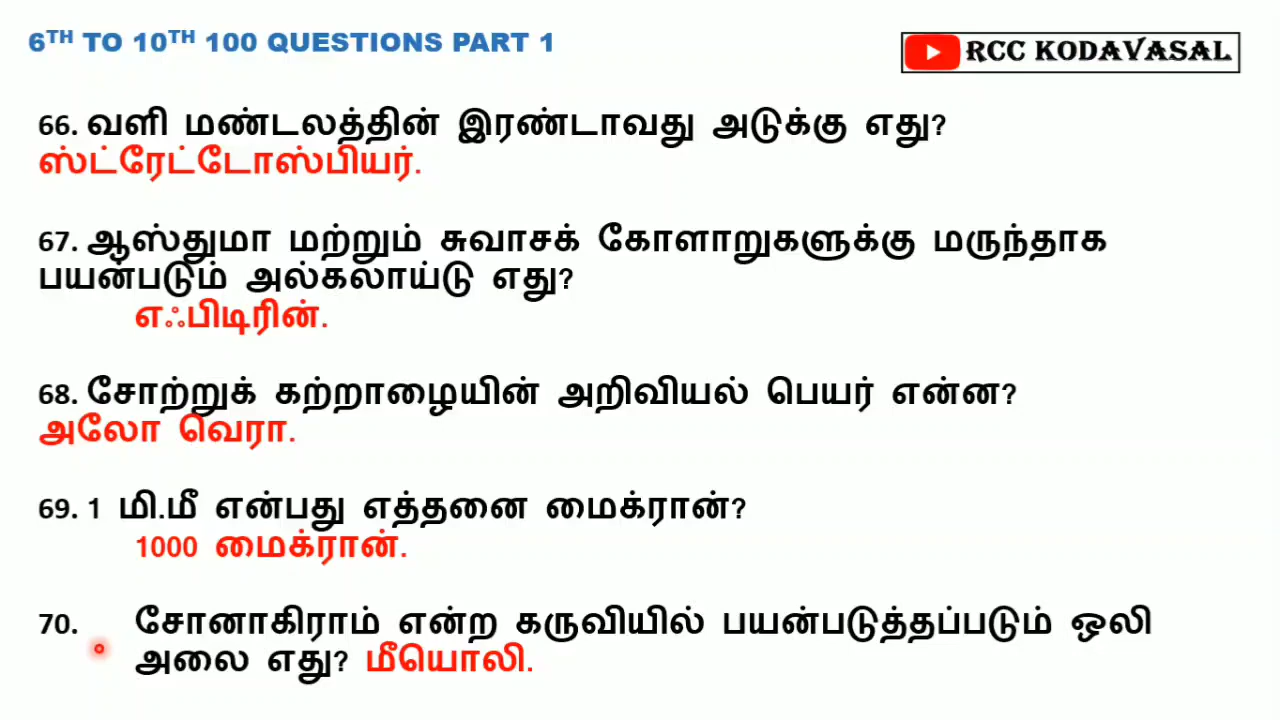 6TH TO 10TH 100 QUESTIONS PART 1
RCC KODAVASAL
66. வளி மண்டலத்தின் இரண்டாவது அடுக்கு எது?
ஸ்ட்ரேட்டோஸ்பியர்.
67. ஆஸ்துமா மற்றும் சுவாசக் கோளாறுகளுக்கு மருந்தாக
பயன்படும் அல்கலாய்டு எது?
எஃபிடிரின்.
68. சோற்றுக் கற்றாழையின் அறிவியல் பெயர் என்ன?
அலோ வெரா.
69. 1 மி.மீ என்பது எத்தனை மைக்ரான்?
1000 மைக்ரான்.
70. சோனாகிராம் என்ற கருவியில் பயன்படுத்தப்படும் ஒலி
அலை எது? மீயொலி.